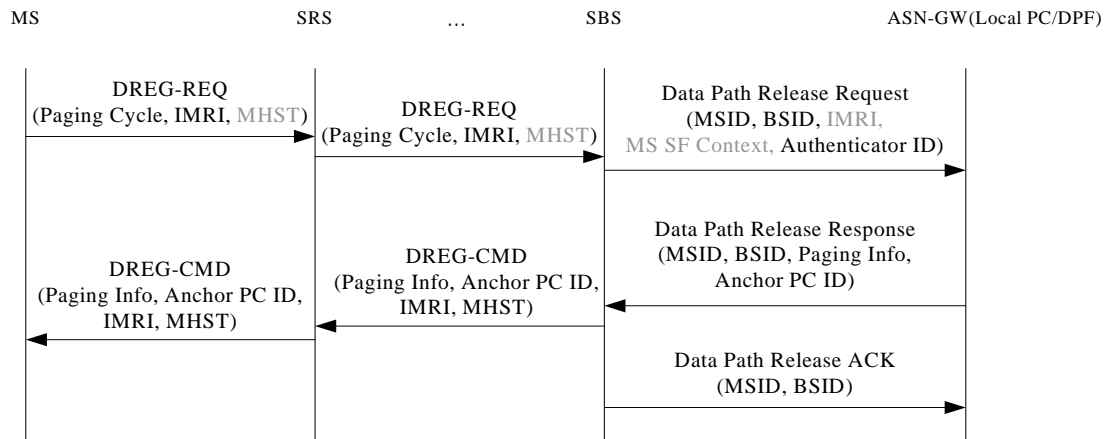 MS
SRS
...
SBS
ASN-GW(Local PC/DPF)
DREG-REQ
(Paging Cycle, IMRI, MHST)
DREG-REQ
(Paging Cycle, IMRI, MHST)
Data Path Release Request
(MSID, BSID, IMRI,
MS SF Context, Authenticator ID)
Data Path Release Response
(MSID, BSID, Paging Info,
Anchor PC ID)
DREG-CMD
(Paging Info, Anchor PC ID,
IMRI, MHST)
DREG-CMD
(Paging Info, Anchor PC ID,
IMRI, MHST)
Data Path Release ACK
(MSID, BSID)